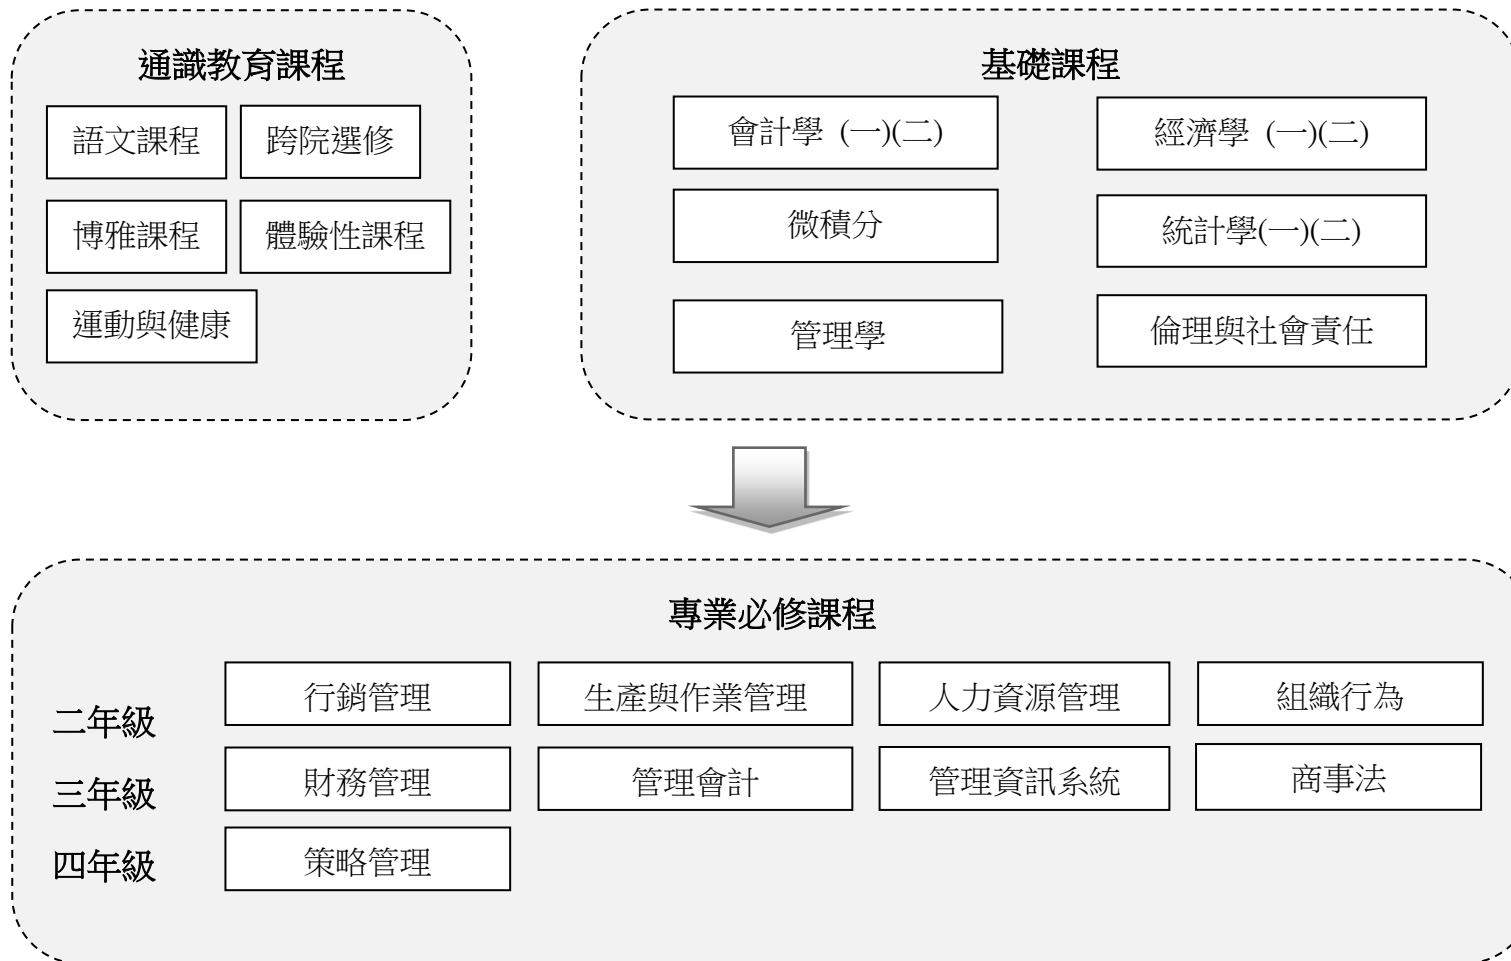 通識教育課程
語文課程
跨院選修
博雅課程
體驗性課程
運動與健康
基礎課程
會計學 (一)(二)
經濟學 (一)(二)
微積分
統計學(一)(二)
管理學
倫理與社會責任
專業必修課程
二年級
行銷管理
生產與作業管理
人力資源管理
組織行為
三年級
財務管理
管理會計
管理資訊系統
商事法
四年級
策略管理